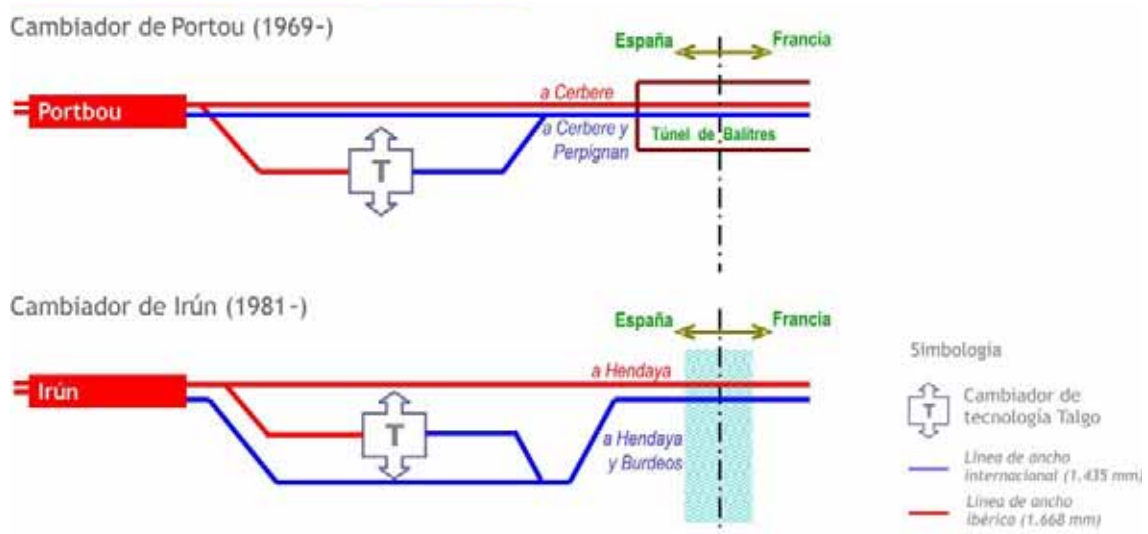 Cambiador de Portou (1969-)
España
Francia
a Cerbere
Portbou
a Cerbere y
Perpignan
Túnel de Balitres
T
Cambiador de Irún (1981-)
España
Francia
a Hendaya
Irún
T
a Hendaya
y Burdeos
Simbología
T
Cambiador de
tecnología Talgo
Línea de ancho
internacional (1.435 mm)
Línea de ancho
ibérico (1.668 mm)